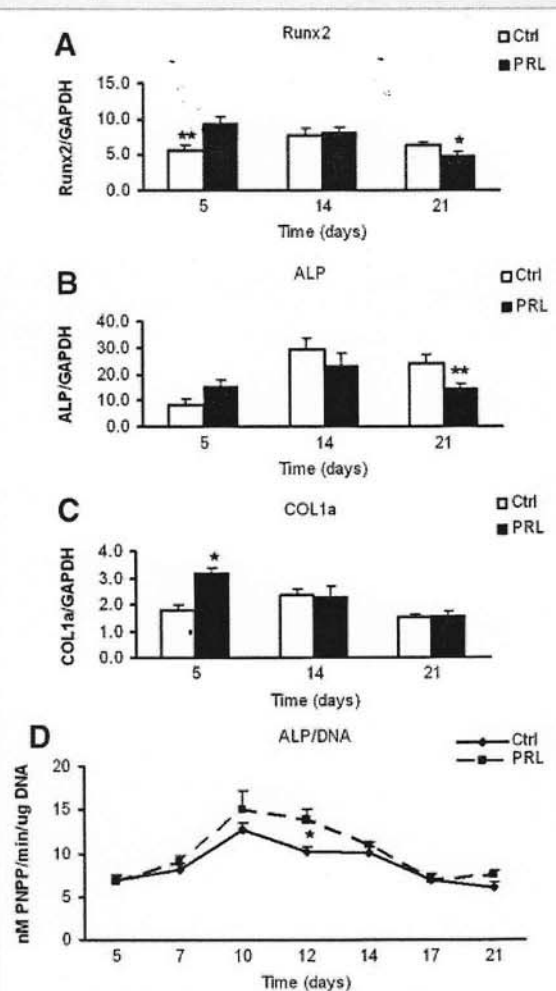 A
Runx2
Ctrl
PRL
Runx2/GAPDH
15.0
10.0
5.0
0.0
**
*
5 14 21
Time (days)
B
ALP
Ctrl
PRL
ALP/GAPDH
40.0
30.0
20.0
10.0
0.0
**
5 14 21
Time (days)
C
COL1a
Ctrl
PRL
COL1a/GAPDH
4.0
3.0
2.0
1.0
0.0
*
5 14 21
Time (days)
D
ALP/DNA
Ctrl
PRL
nM PNPP/min/ug DNA
20
15
10
5
0
*
5 7 10 12 14 17 21
Time (days)